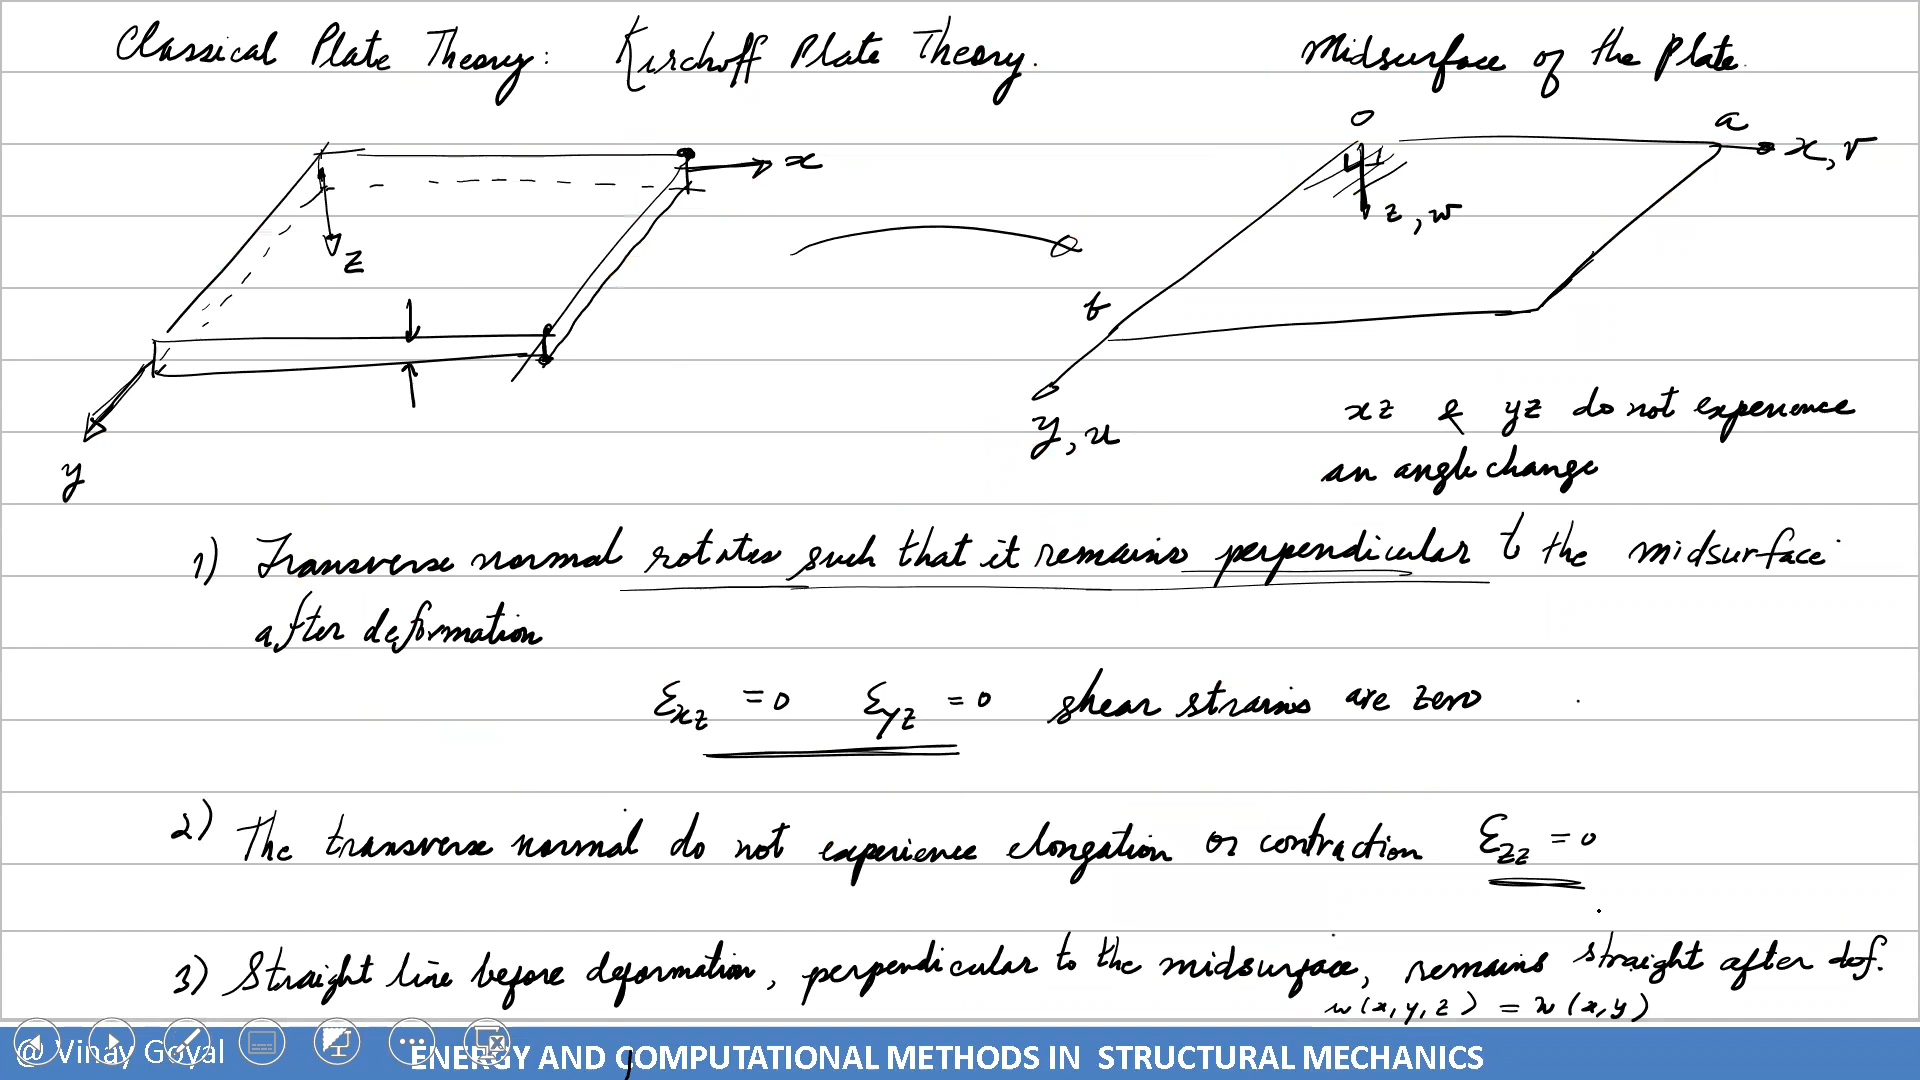 Classical Plate Theory: Kirchoff Plate Theory. Midsurface of the Plate.
x
z
y
o
a
x, v
z, w
b
y, u
xz & yz do not experience
an angle change
1) Transverse normal rotates such that it remains perpendicular to the midsurface
after deformation
εxz = 0 εyz = 0 shear strains are zero
2) The transverse normal do not experience elongation or contraction εzz = 0
3) Straight line before deformation, perpendicular to the midsurface, remains straight after def.
w(x, y, z) = w(x, y)
@ Vinay Goyal
ENERGY AND COMPUTATIONAL METHODS IN STRUCTURAL MECHANICS